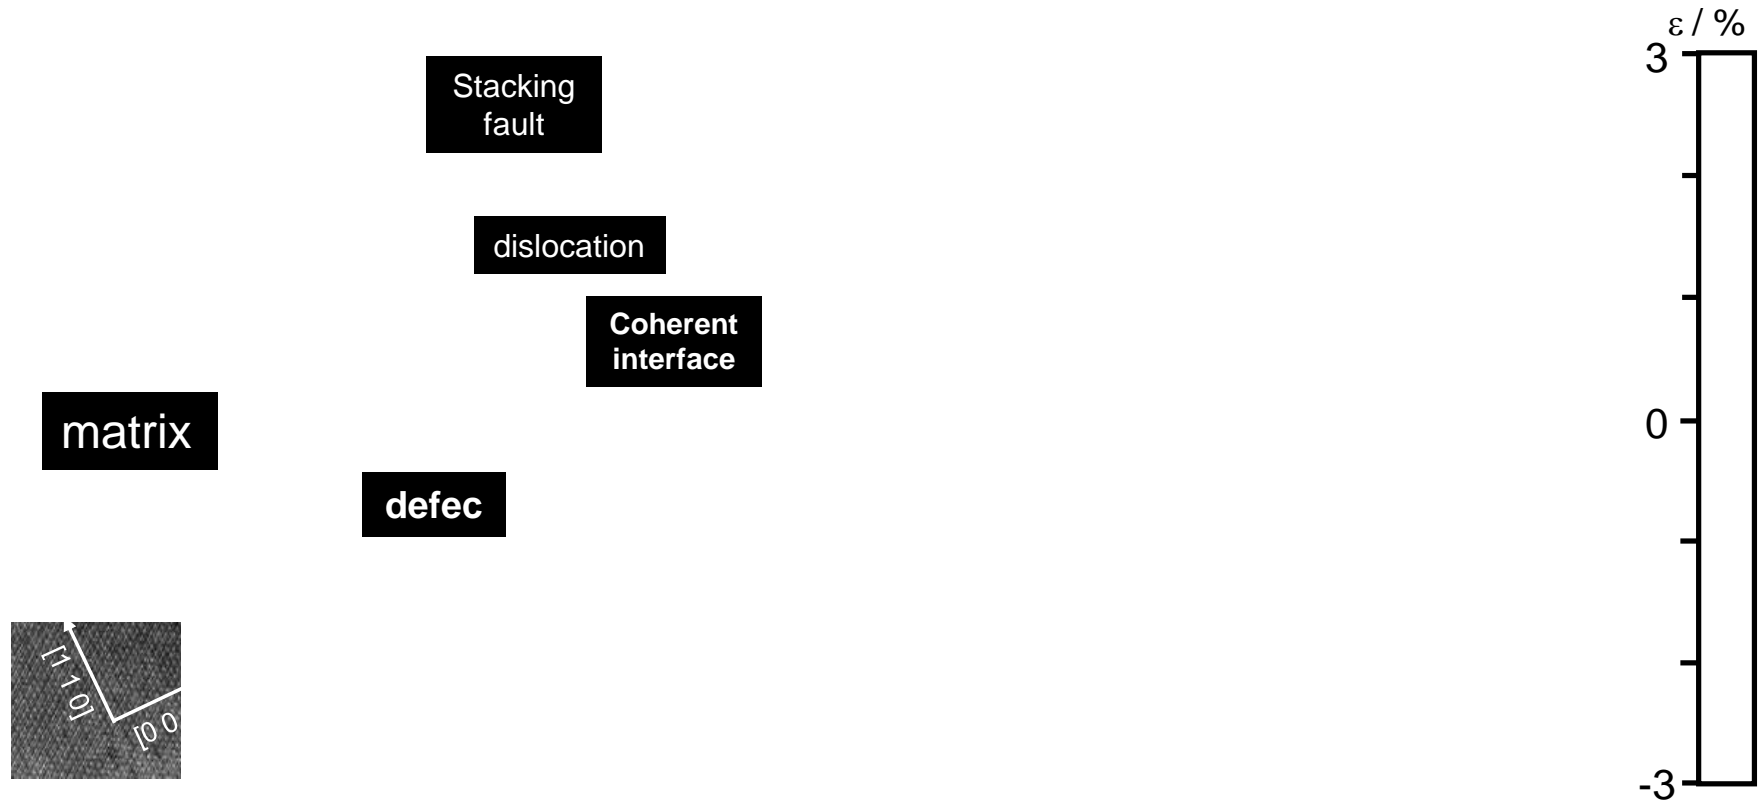 ε / %
3
Stacking
fault
dislocation
Coherent
interface
matrix
0
defec
[1 1 0]
[0 0
-3